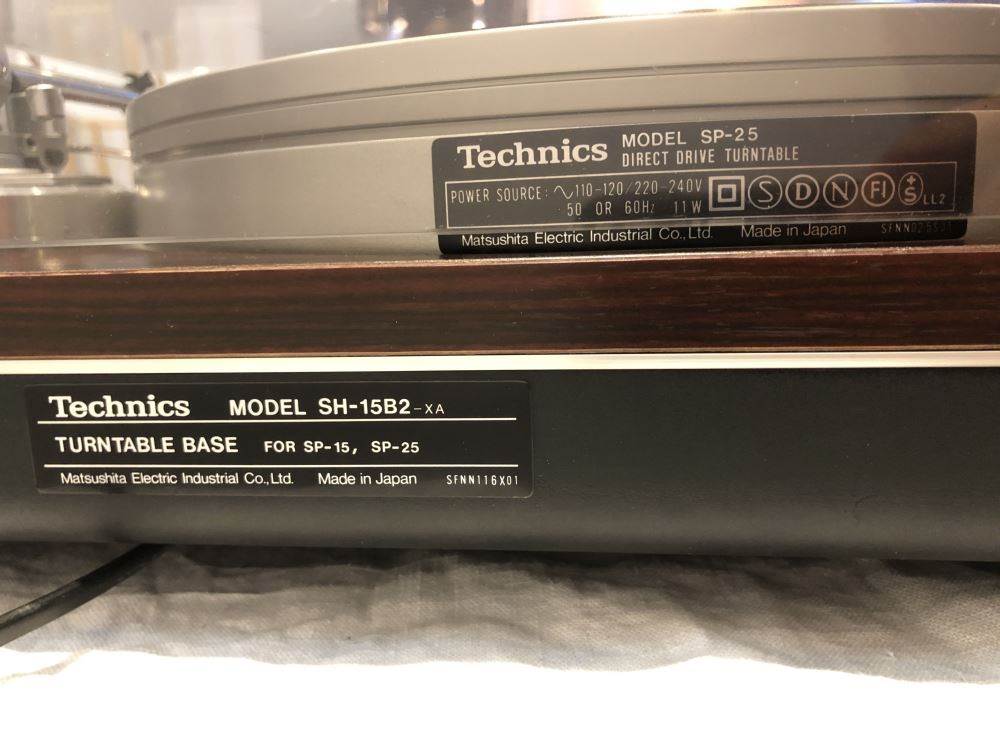 Technics MODEL SP-25
DIRECT DRIVE TURNTABLE
POWER SOURCE: ∿110-120/220-240V
50 OR 60Hz 11W
S D N FI S LL2
Matsushita Electric Industrial Co., Ltd. Made in Japan
Technics MODEL SH-15B2-XA
TURNTABLE BASE FOR SP-15, SP-25
Matsushita Electric Industrial Co., Ltd. Made in Japan SFNN116X01